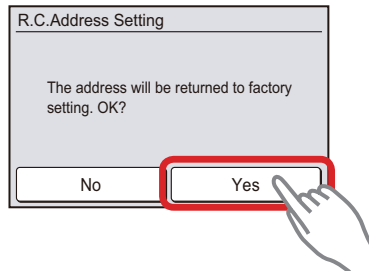 R.C.Address Setting
The address will be returned to factory
setting. OK?
No
Yes